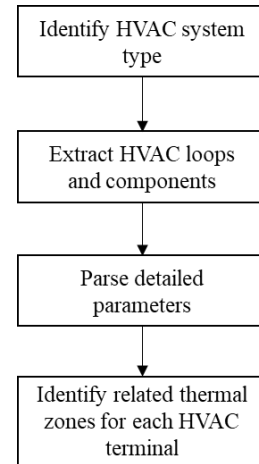 Identify HVAC system
type
Extract HVAC loops
and components
Parse detailed
parameters
Identify related thermal
zones for each HVAC
terminal